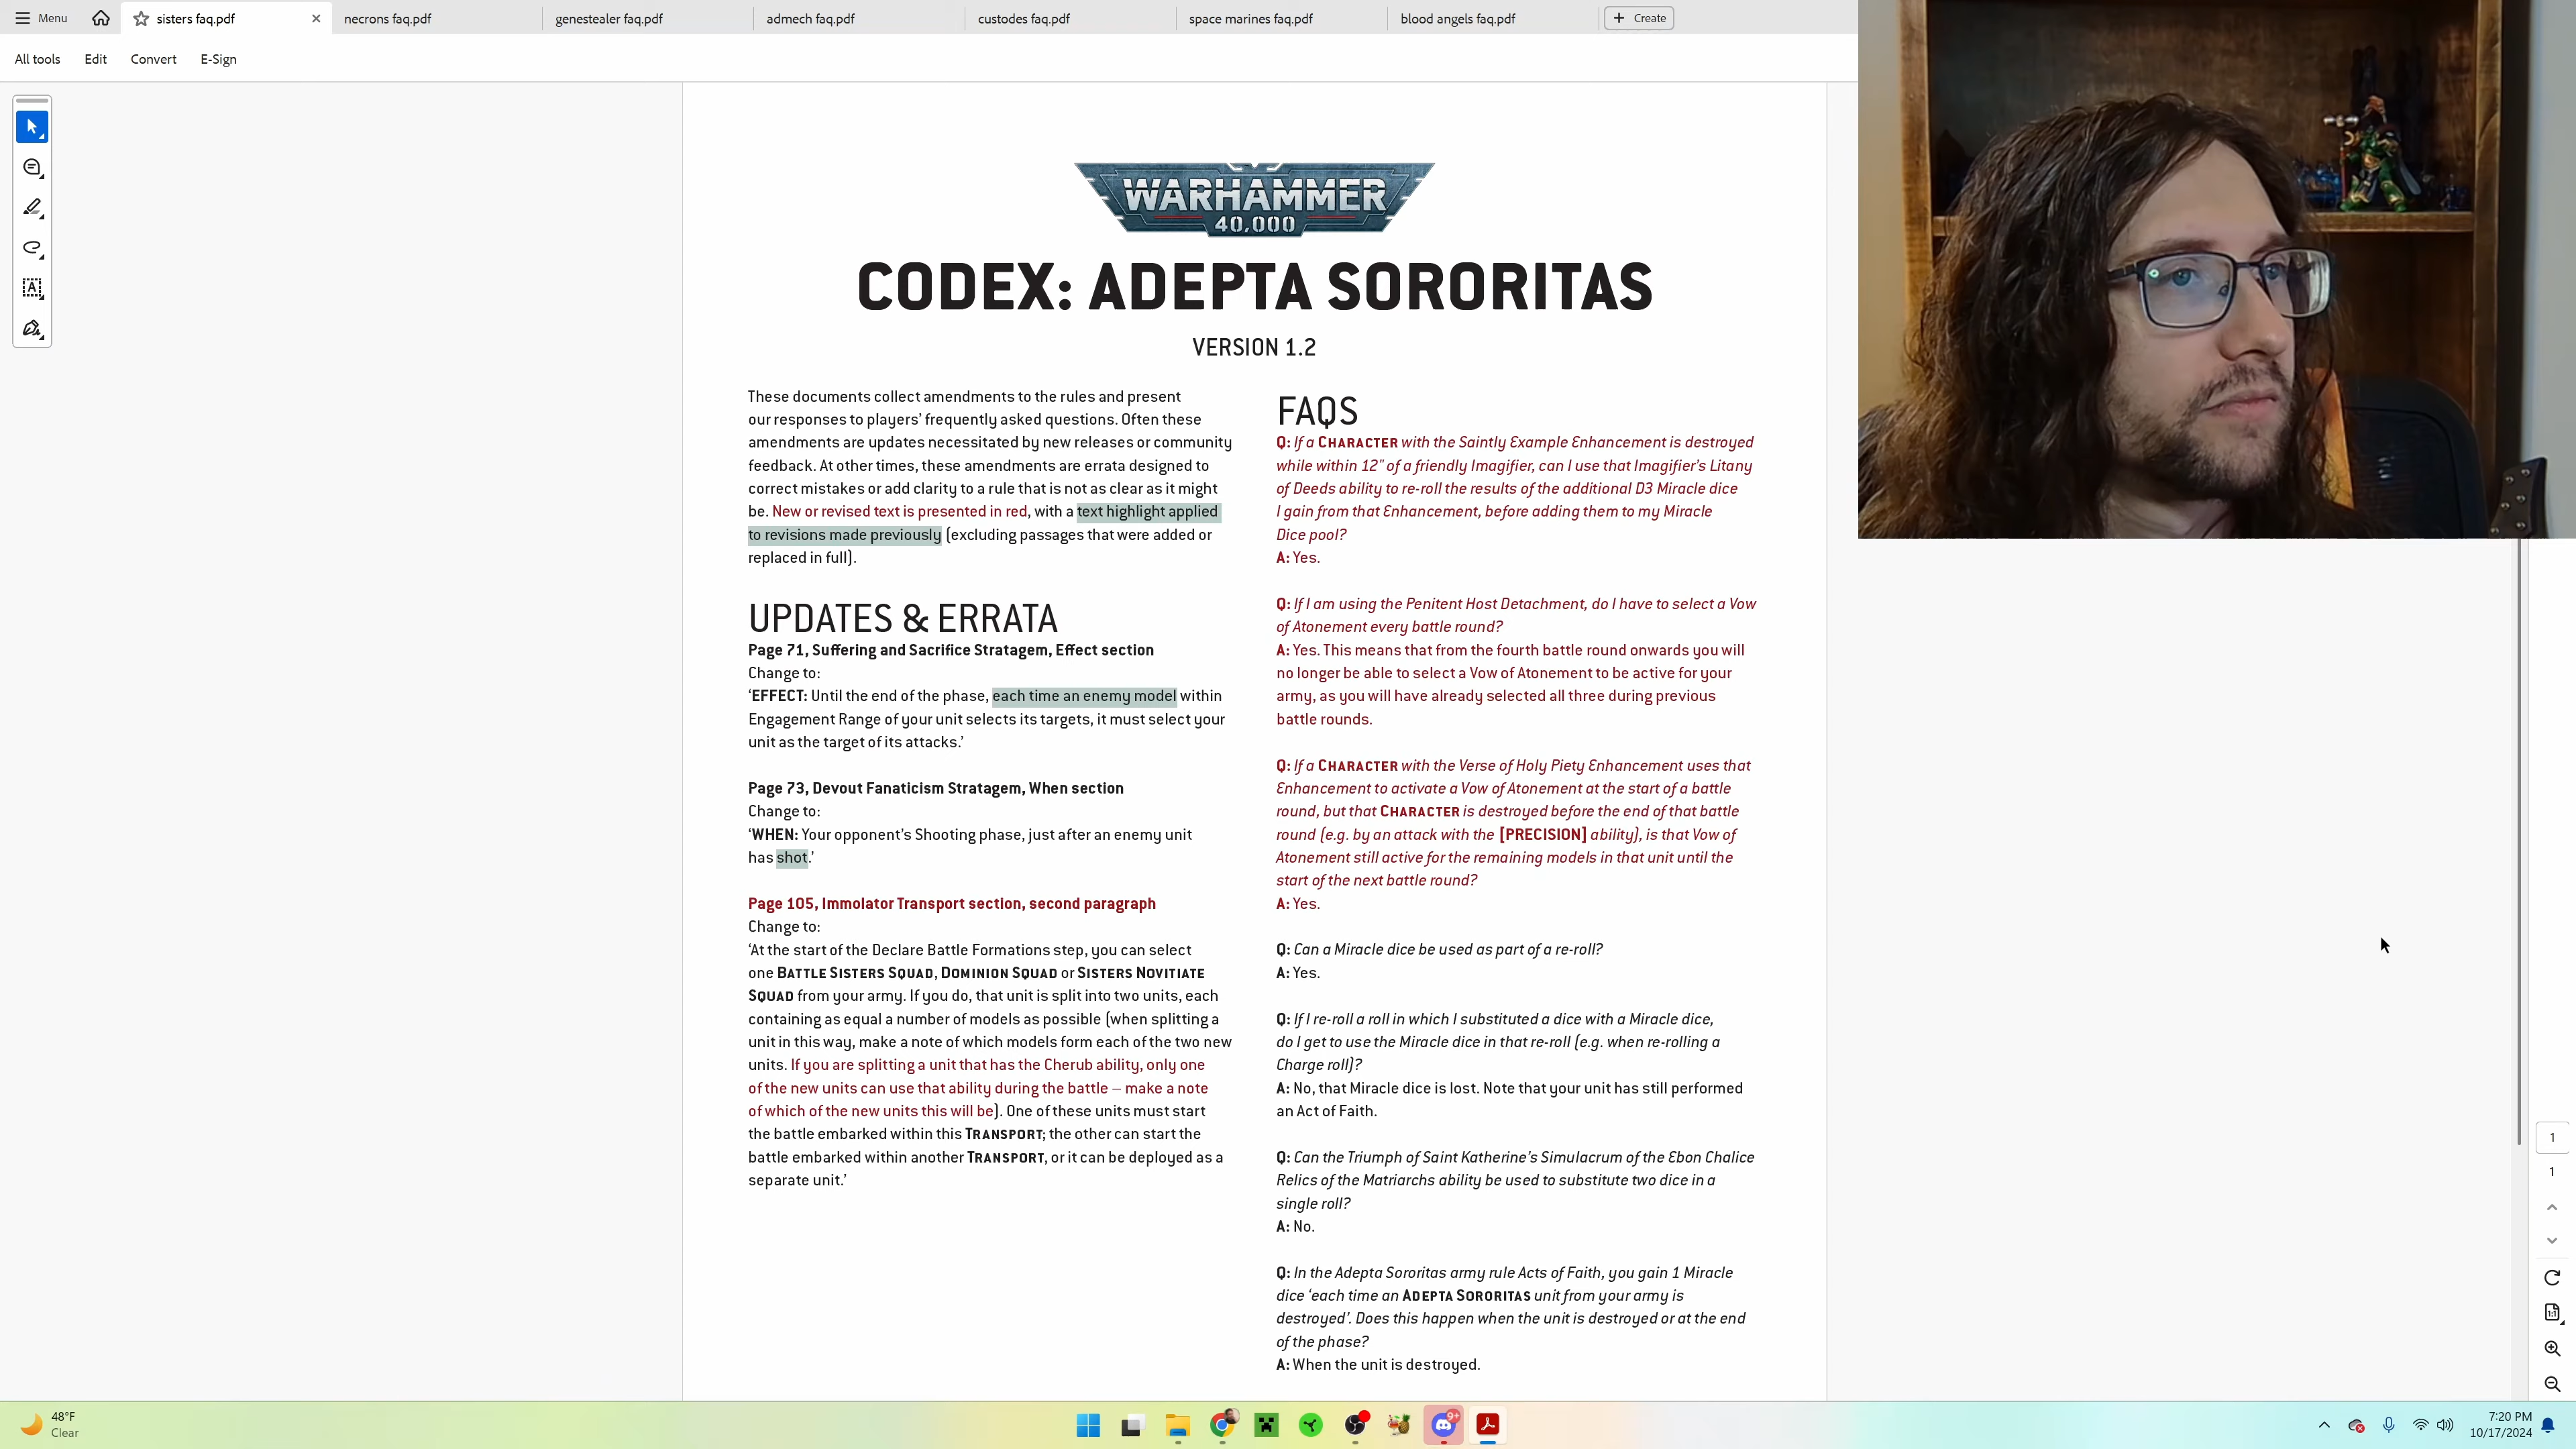 Menu
sisters faq.pdf
necrons faq.pdf
genestealer faq.pdf
admech faq.pdf
custodes faq.pdf
space marines faq.pdf
blood angels faq.pdf
Create
All tools
Edit
Convert
E-Sign
WARHAMMER
40,000
CODEX: ADEPTA SORORITAS
VERSION 1.2
These documents collect amendments to the rules and present
our responses to players’ frequently asked questions. Often these
amendments are updates necessitated by new releases or community
feedback. At other times, these amendments are errata designed to
correct mistakes or add clarity to a rule that is not as clear as it might
be. New or revised text is presented in red, with a text highlight applied
to revisions made previously (excluding passages that were added or
replaced in full).
UPDATES & ERRATA
Page 71, Suffering and Sacrifice Stratagem, Effect section
Change to:
‘EFFECT: Until the end of the phase, each time an enemy model within
Engagement Range of your unit selects its targets, it must select your
unit as the target of its attacks.’
Page 73, Devout Fanaticism Stratagem, When section
Change to:
‘WHEN: Your opponent’s Shooting phase, just after an enemy unit
has shot.’
Page 105, Immolator Transport section, second paragraph
Change to:
‘At the start of the Declare Battle Formations step, you can select
one BATTLE SISTERS SQUAD, DOMINION SQUAD or SISTERS NOVITIATE
SQUAD from your army. If you do, that unit is split into two units, each
containing as equal a number of models as possible (when splitting a
unit in this way, make a note of which models form each of the two new
units. If you are splitting a unit that has the Cherub ability, only one
of the new units can use that ability during the battle – make a note
of which of the new units this will be). One of these units must start
the battle embarked within this TRANSPORT; the other can start the
battle embarked within another TRANSPORT, or it can be deployed as a
separate unit.’
FAQS
Q: If a CHARACTER with the Saintly Example Enhancement is destroyed
while within 12" of a friendly Imagifier, can I use that Imagifier’s Litany
of Deeds ability to re-roll the results of the additional D3 Miracle dice
I gain from that Enhancement, before adding them to my Miracle
Dice pool?
A: Yes.
Q: If I am using the Penitent Host Detachment, do I have to select a Vow
of Atonement every battle round?
A: Yes. This means that from the fourth battle round onwards you will
no longer be able to select a Vow of Atonement to be active for your
army, as you will have already selected all three during previous
battle rounds.
Q: If a CHARACTER with the Verse of Holy Piety Enhancement uses that
Enhancement to activate a Vow of Atonement at the start of a battle
round, but that CHARACTER is destroyed before the end of that battle
round (e.g. by an attack with the [PRECISION] ability), is that Vow of
Atonement still active for the remaining models in that unit until the
start of the next battle round?
A: Yes.
Q: Can a Miracle dice be used as part of a re-roll?
A: Yes.
Q: If I re-roll a roll in which I substituted a dice with a Miracle dice,
do I get to use the Miracle dice in that re-roll (e.g. when re-rolling a
Charge roll)?
A: No, that Miracle dice is lost. Note that your unit has still performed
an Act of Faith.
Q: Can the Triumph of Saint Katherine’s Simulacrum of the Ebon Chalice
Relics of the Matriarchs ability be used to substitute two dice in a
single roll?
A: No.
Q: In the Adepta Sororitas army rule Acts of Faith, you gain 1 Miracle
dice ‘each time an ADEPTA SORORITAS unit from your army is
destroyed’. Does this happen when the unit is destroyed or at the end
of the phase?
A: When the unit is destroyed.
1
1
48°F
Clear
9+
7:20 PM
10/17/2024